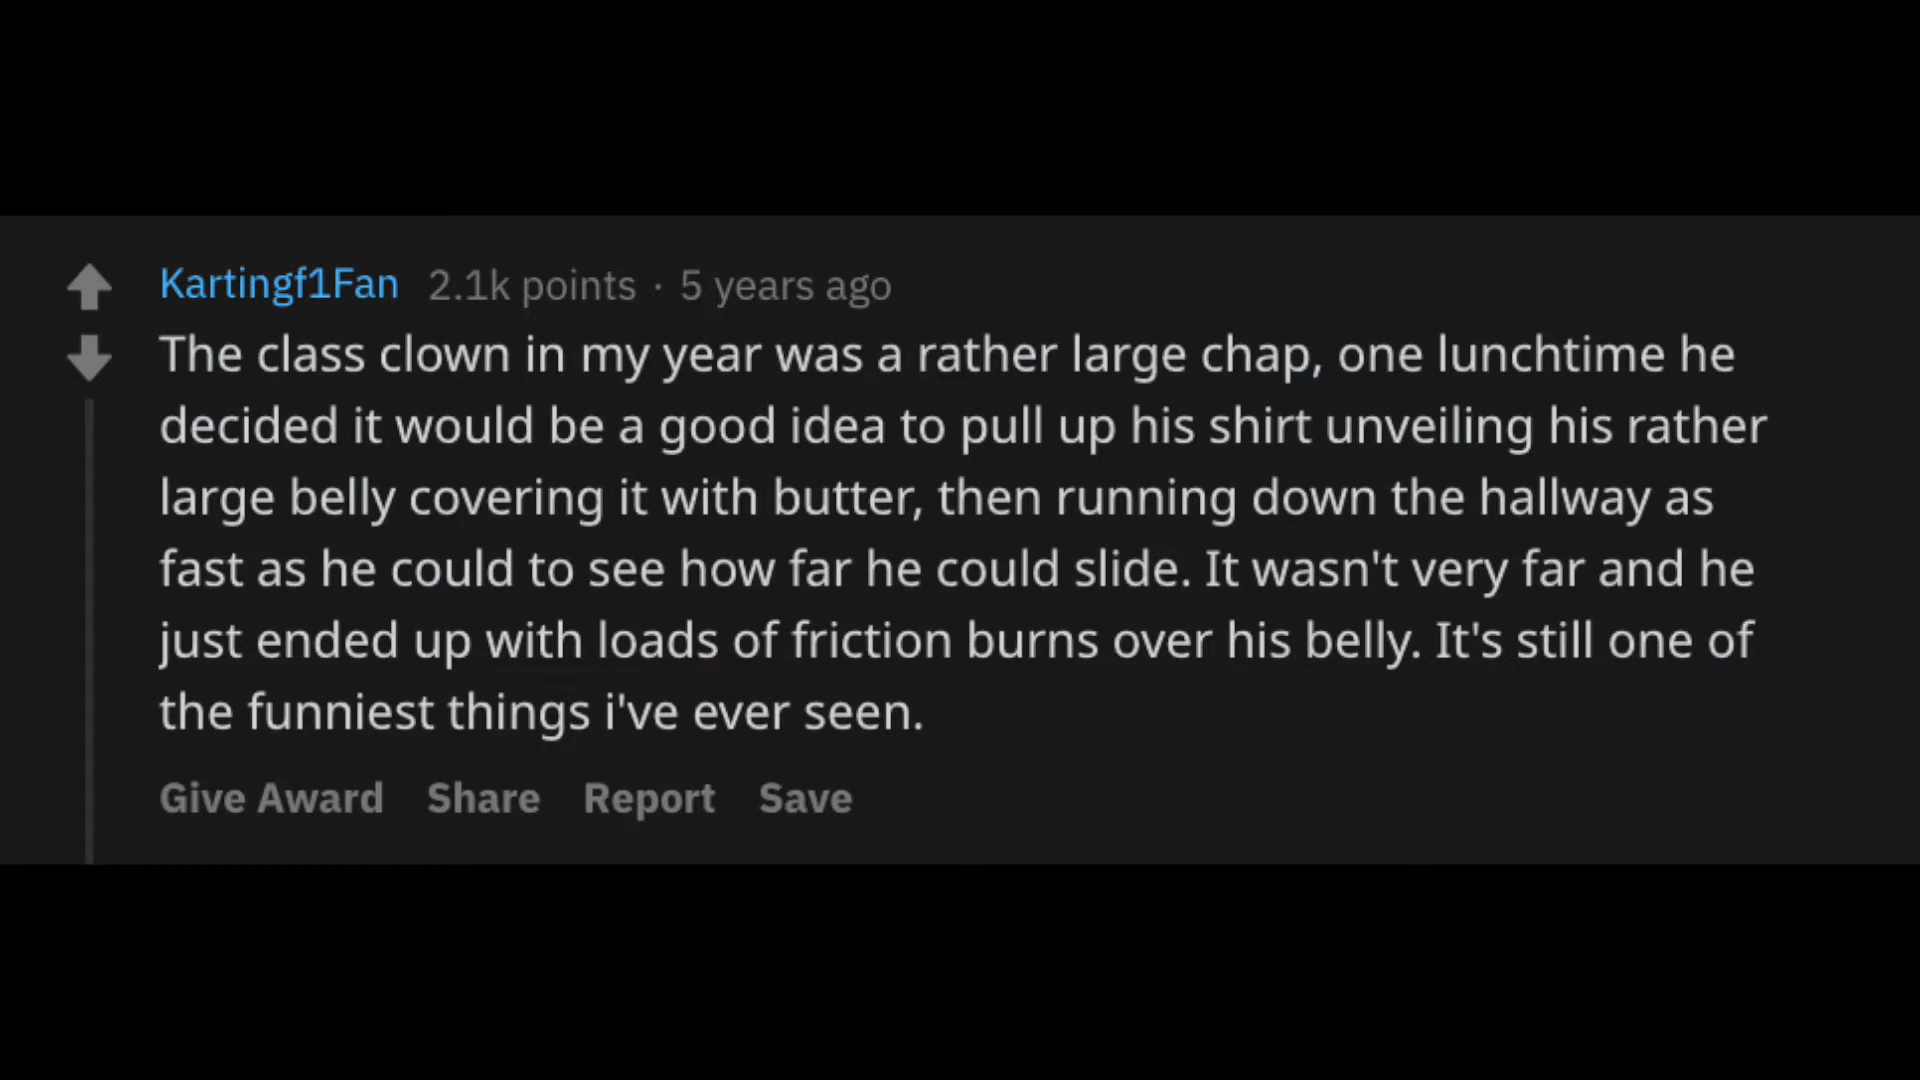 Kartingf1Fan 2.1k points · 5 years ago
The class clown in my year was a rather large chap, one lunchtime he
decided it would be a good idea to pull up his shirt unveiling his rather
large belly covering it with butter, then running down the hallway as
fast as he could to see how far he could slide. It wasn't very far and he
just ended up with loads of friction burns over his belly. It's still one of
the funniest things i've ever seen.
Give Award Share Report Save